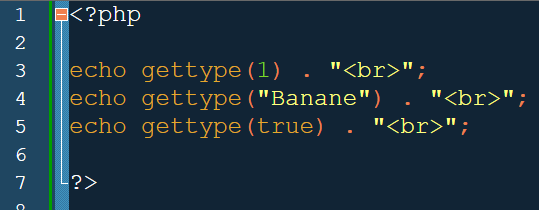 1 <?php
2
3 echo gettype(1) . "<br>";
4 echo gettype("Banane") . "<br>";
5 echo gettype(true) . "<br>";
6
7 ?>
8